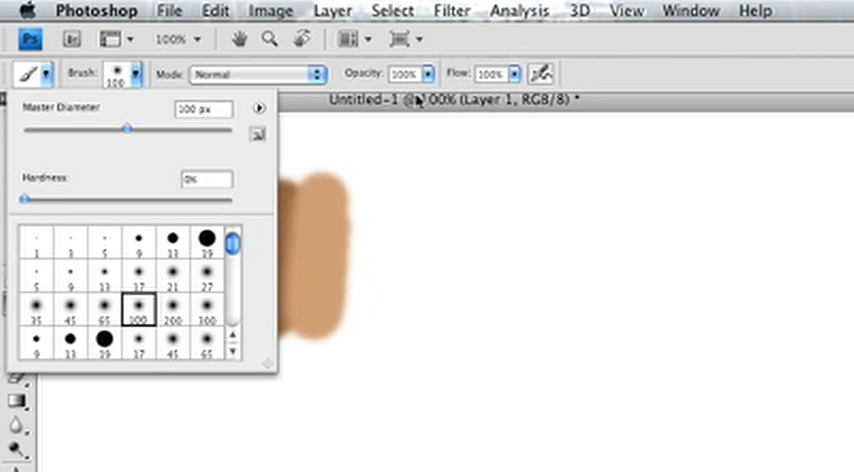 Photoshop File Edit Image Layer Select Filter Analysis 3D View Window Help
Ps Br 100%
Brush: 100 Mode: Normal Opacity: 100% Flow: 100%
Untitled-1 @ 100% (Layer 1, RGB/8) *
Master Diameter 100 px
Hardness: 0%
1 3 5 9 13 19
5 9 13 17 21 27
35 45 65 100 200 300
9 13 19 17 45 65